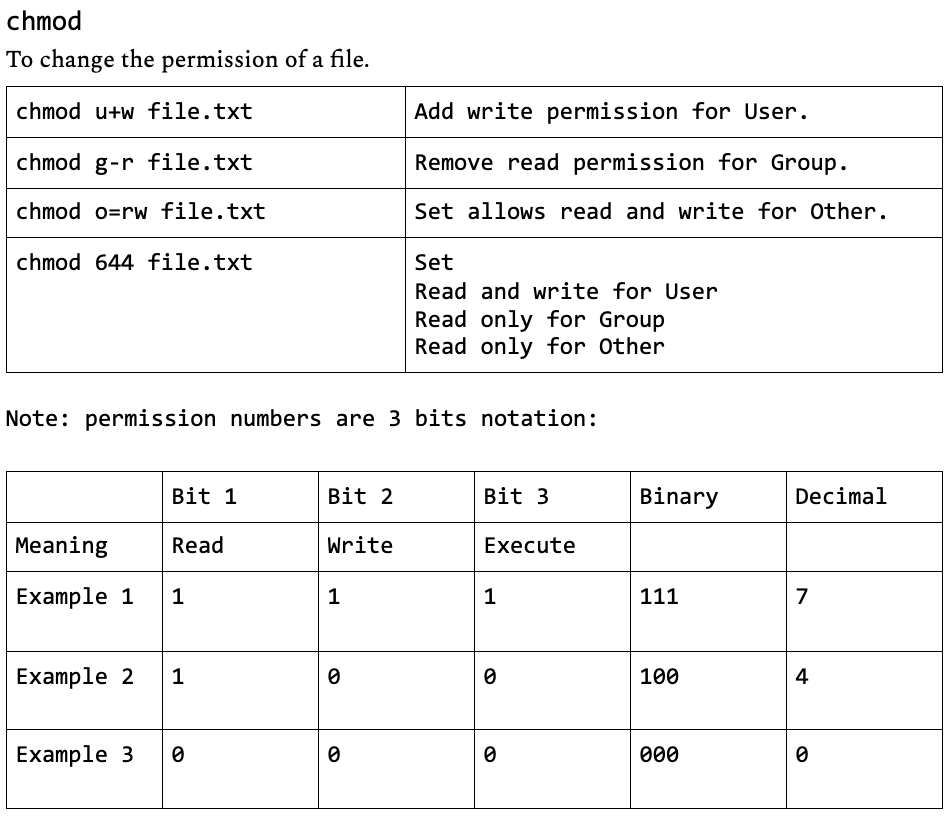 chmod
To change the permission of a file.
chmod u+w file.txt Add write permission for User.
chmod g-r file.txt Remove read permission for Group.
chmod o=rw file.txt Set allows read and write for Other.
chmod 644 file.txt Set
Read and write for User
Read only for Group
Read only for Other
Note: permission numbers are 3 bits notation:
Bit 1 Bit 2 Bit 3 Binary Decimal
Meaning Read Write Execute
Example 1 1 1 1 111 7
Example 2 1 0 0 100 4
Example 3 0 0 0 000 0